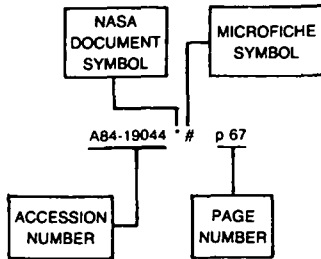 NASA
DOCUMENT
SYMBOL
MICROFICHE
SYMBOL
A84-19044 * # p 67
ACCESSION
NUMBER
PAGE
NUMBER